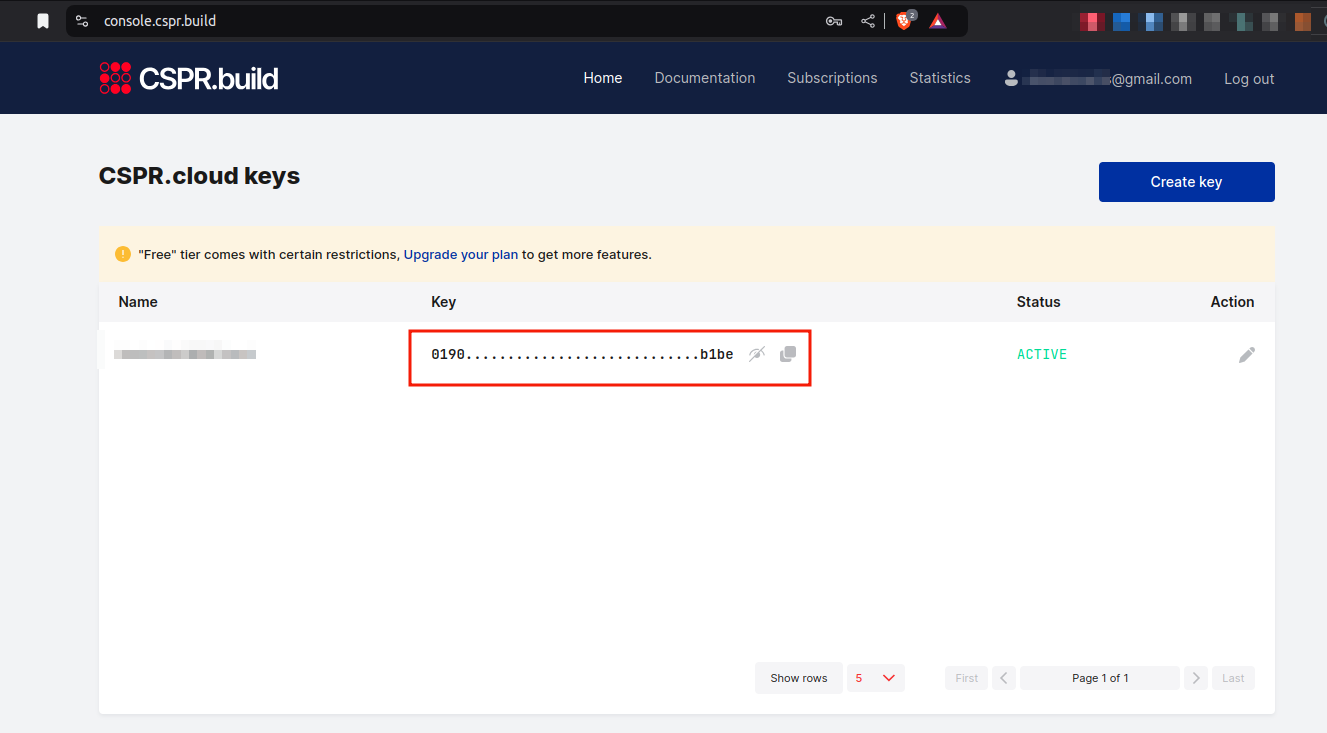 console.cspr.build
2
CSPR.build
Home Documentation Subscriptions Statistics @gmail.com Log out
CSPR.cloud keys
Create key
"Free" tier comes with certain restrictions, Upgrade your plan to get more features.
Name Key Status Action
0190............................b1be ACTIVE
Show rows 5 First Page 1 of 1 Last